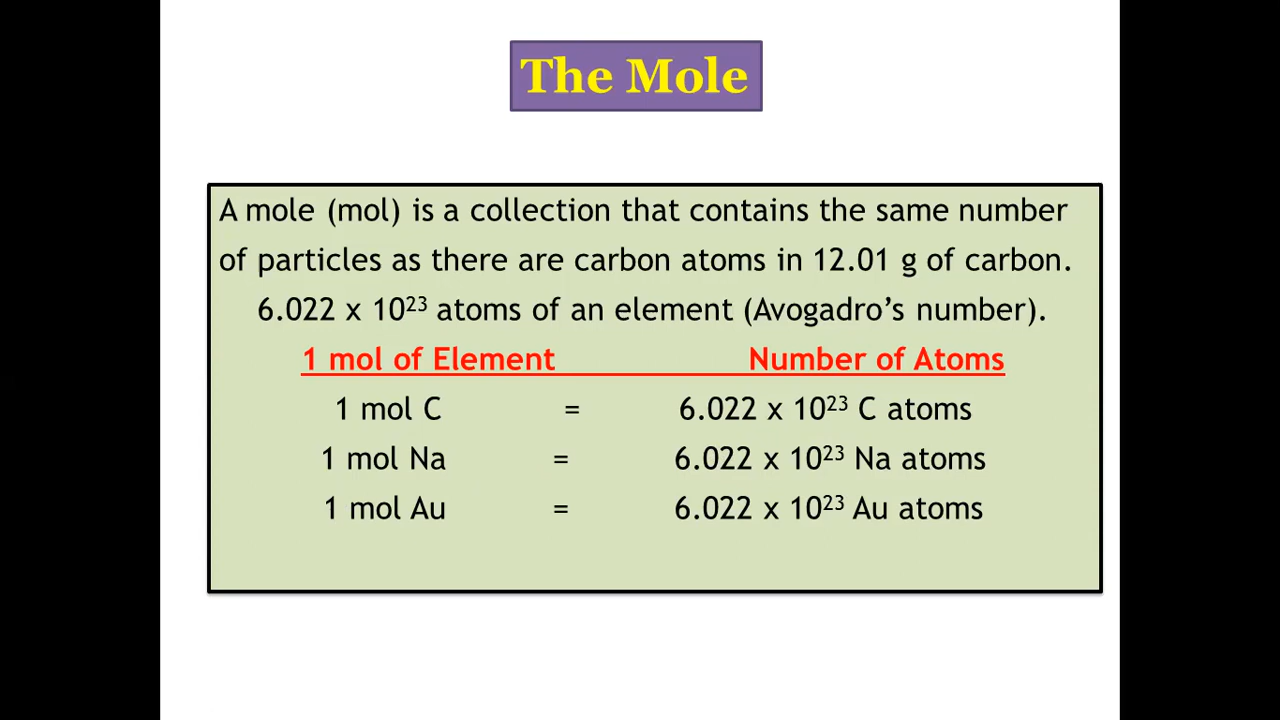 The Mole
A mole (mol) is a collection that contains the same number
of particles as there are carbon atoms in 12.01 g of carbon.
6.022 x 10²³ atoms of an element (Avogadro’s number).
1 mol of Element Number of Atoms
1 mol C = 6.022 x 10²³ C atoms
1 mol Na = 6.022 x 10²³ Na atoms
1 mol Au = 6.022 x 10²³ Au atoms